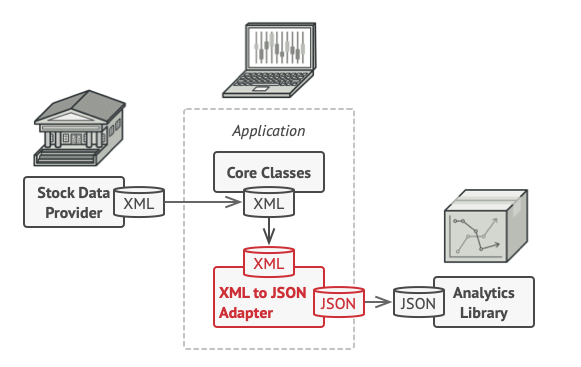 Application
Stock Data
Provider
XML
Core Classes
XML
XML
XML to JSON
Adapter
JSON
JSON
Analytics
Library